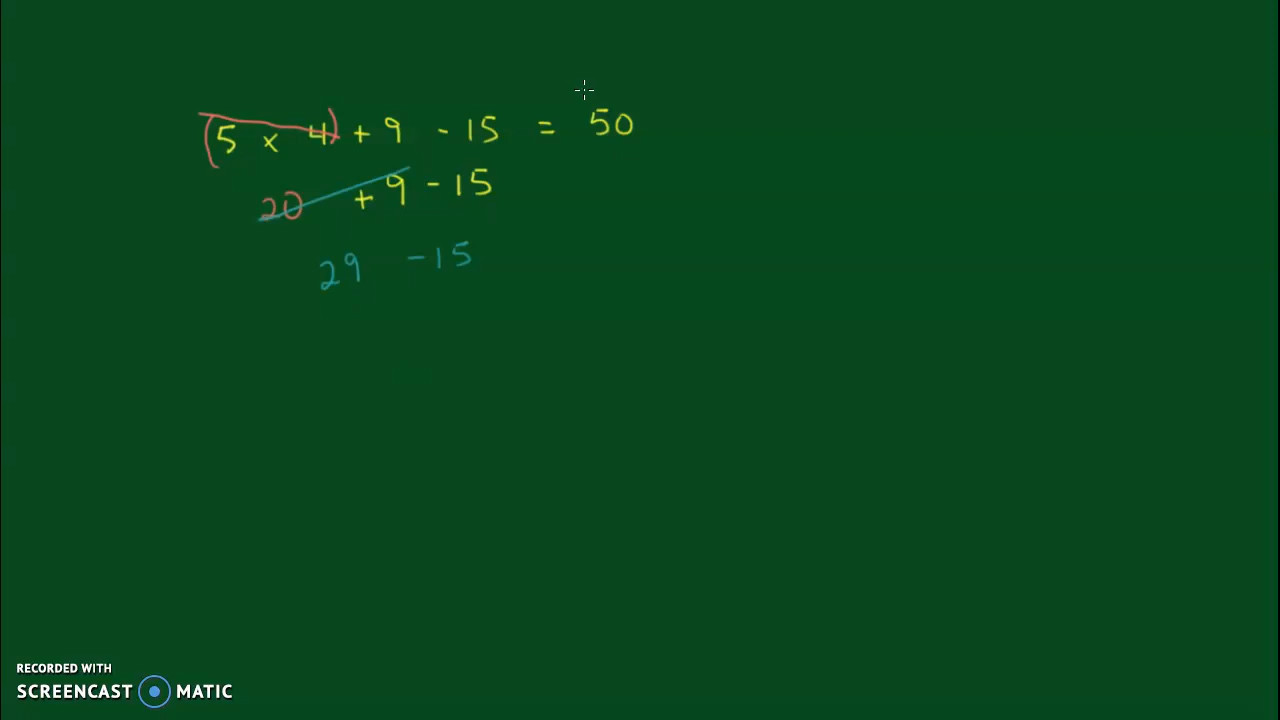 (5 × 4) + 9 - 15 = 50
20 + 9 - 15
29 - 15
RECORDED WITH
SCREENCAST MATIC